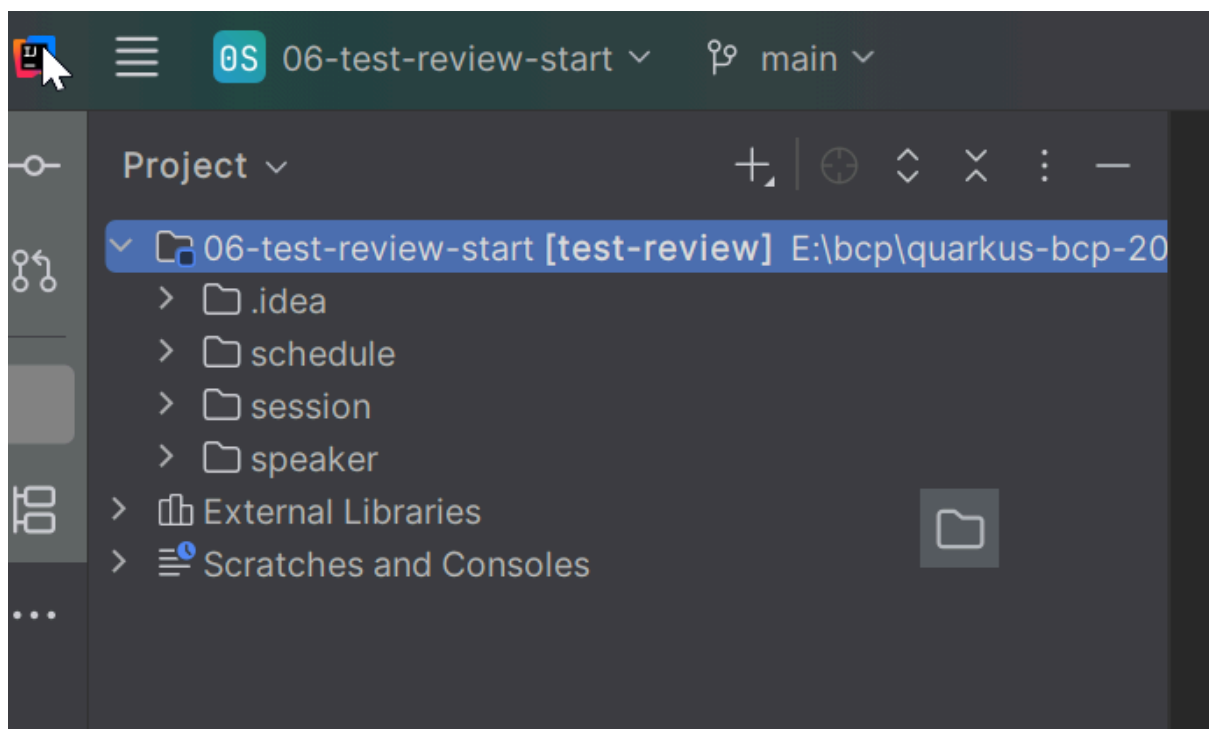 IJ
0S 06-test-review-start main
Project
06-test-review-start [test-review] E:\bcp\quarkus-bcp-20
.idea
schedule
session
speaker
External Libraries
Scratches and Consoles